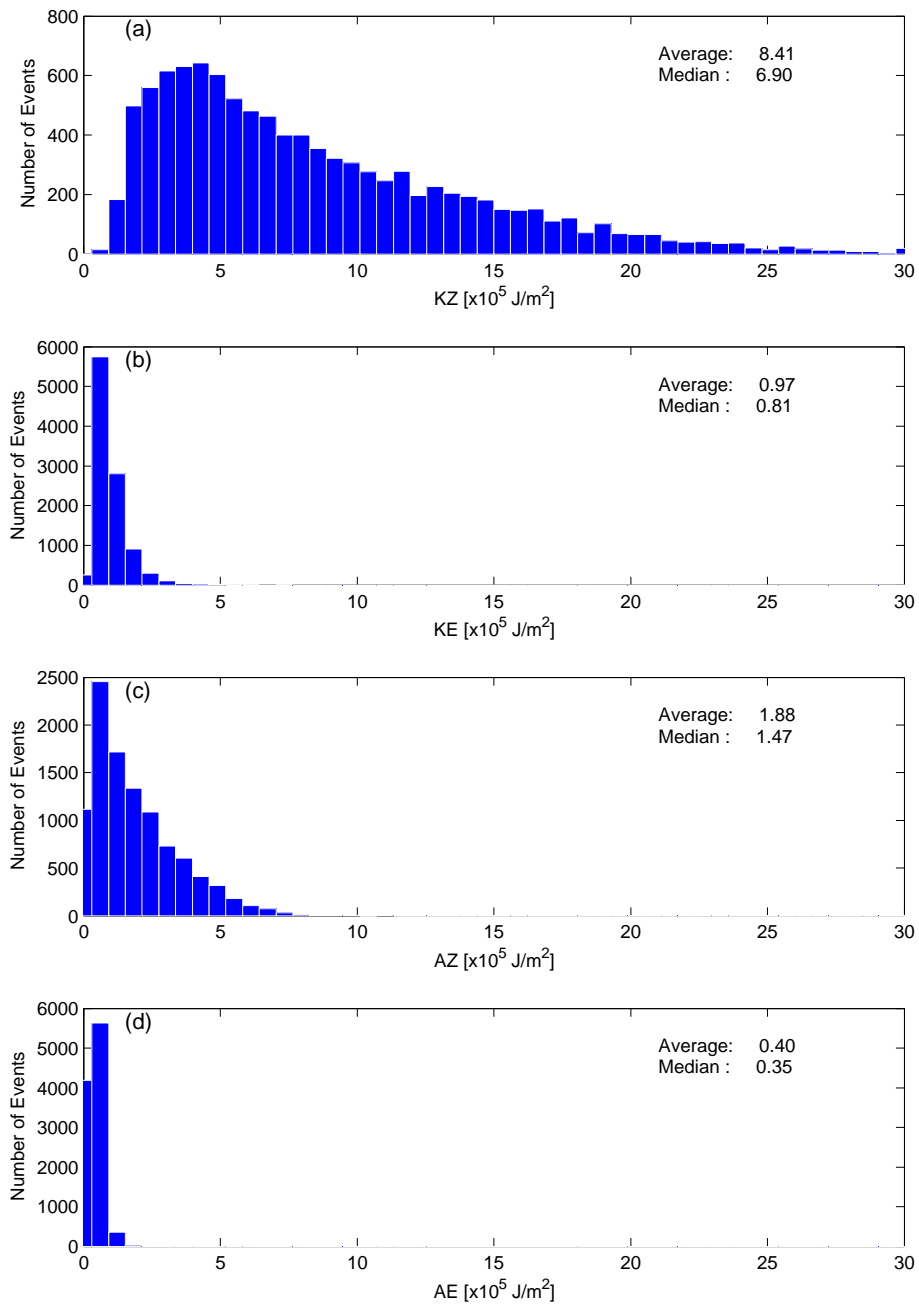 (a)
Average: 8.41
Median : 6.90
Number of Events
800
600
400
200
0
0 5 10 15 20 25 30
KZ [x10^5 J/m^2]
(b)
Average: 0.97
Median : 0.81
Number of Events
6000
5000
4000
3000
2000
1000
0
0 5 10 15 20 25 30
KE [x10^5 J/m^2]
(c)
Average: 1.88
Median : 1.47
Number of Events
2500
2000
1500
1000
500
0
0 5 10 15 20 25 30
AZ [x10^5 J/m^2]
(d)
Average: 0.40
Median : 0.35
Number of Events
6000
5000
4000
3000
2000
1000
0
0 5 10 15 20 25 30
AE [x10^5 J/m^2]